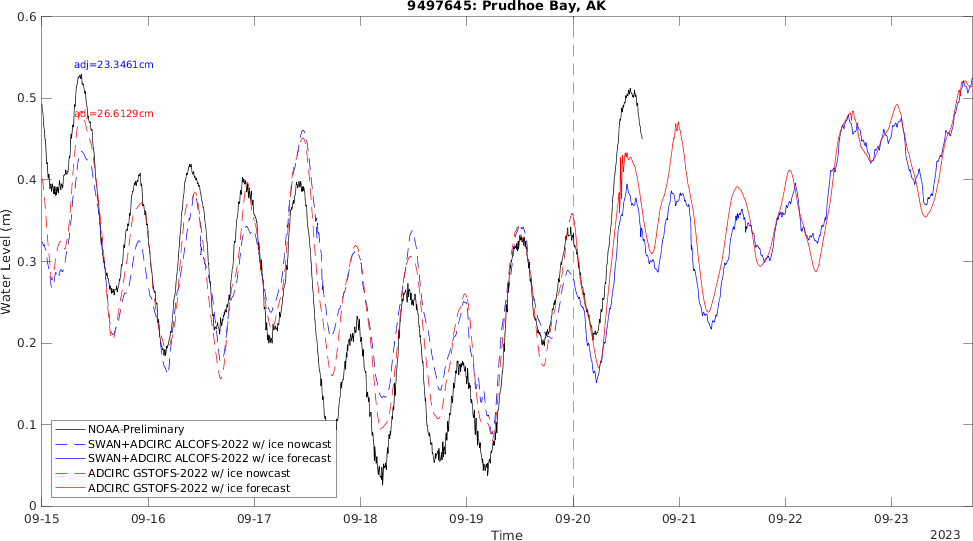 9497645: Prudhoe Bay, AK
0.6
0.5
0.4
0.3
0.2
0.1
0
Water Level (m)
adj=23.3461cm
adj=26.6129cm
NOAA-Preliminary
SWAN+ADCIRC ALCOFS-2022 w/ ice nowcast
SWAN+ADCIRC ALCOFS-2022 w/ ice forecast
ADCIRC GSTOFS-2022 w/ ice nowcast
ADCIRC GSTOFS-2022 w/ ice forecast
09-15 09-16 09-17 09-18 09-19 09-20 09-21 09-22 09-23
Time
2023